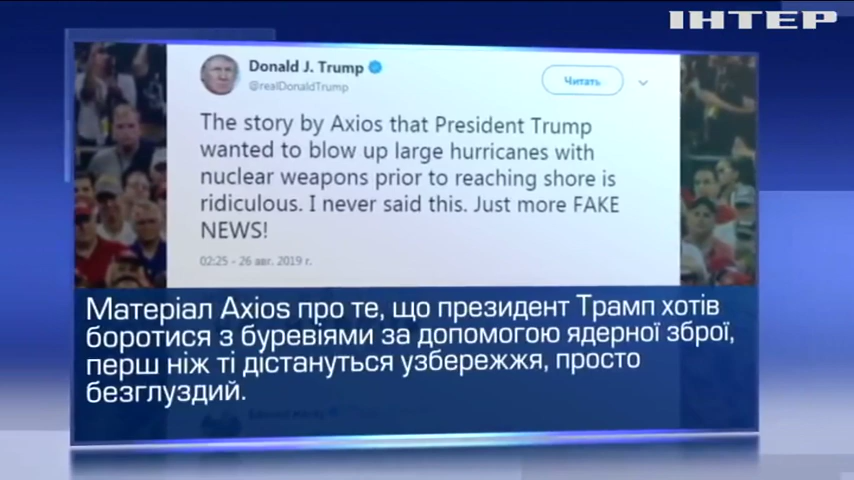 ІНТЕР
Donald J. Trump
@realDonaldTrump
Читать
The story by Axios that President Trump
wanted to blow up large hurricanes with
nuclear weapons prior to reaching shore is
ridiculous. I never said this. Just more FAKE
NEWS!
02:25 - 26 авг. 2019 г.
Матеріал Axios про те, що президент Трамп хотів
боротися з буревіями за допомогою ядерної зброї,
перш ніж ті дістануться узбережжя, просто
безглуздий.